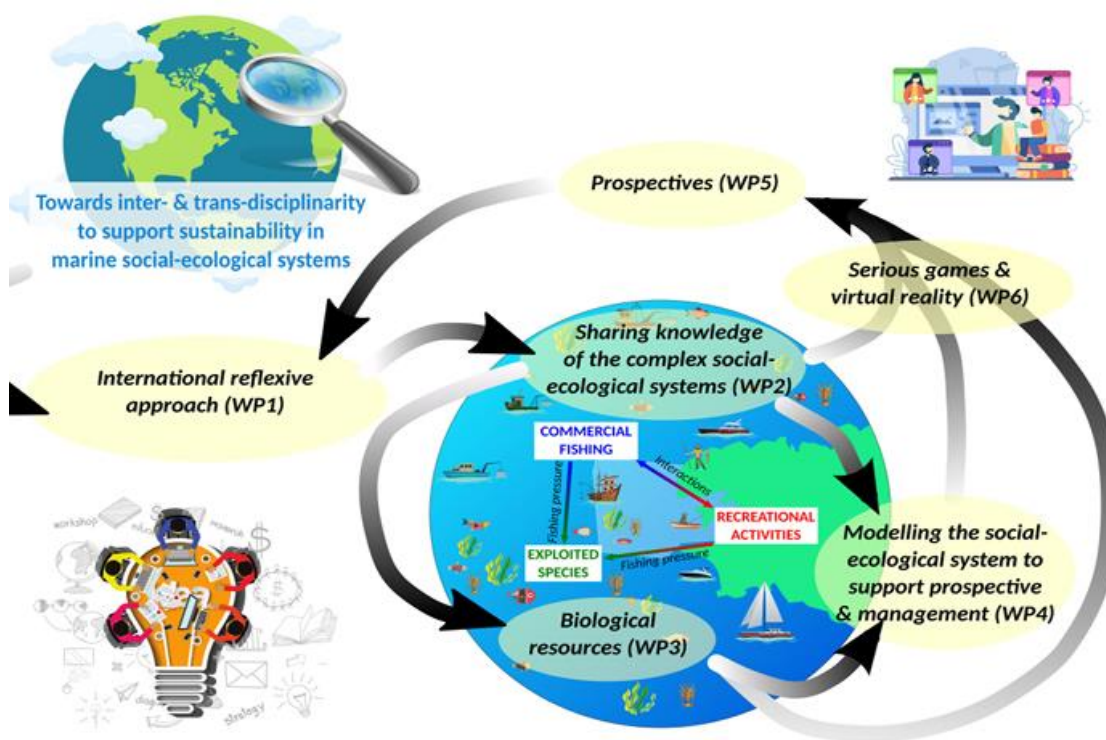 Towards inter- & trans-disciplinarity
to support sustainability in
marine social-ecological systems
Prospectives (WP5)
Serious games &
virtual reality (WP6)
International reflexive
approach (WP1)
Sharing knowledge
of the complex social-
ecological systems (WP2)
COMMERCIAL
FISHING
Interactions
Fishing pressure
RECREATIONAL
ACTIVITIES
EXPLOITED
SPECIES
Fishing pressure
Modelling the social-
ecological system to
support prospective
& management (WP4)
Biological
resources (WP3)
workshop
strategy